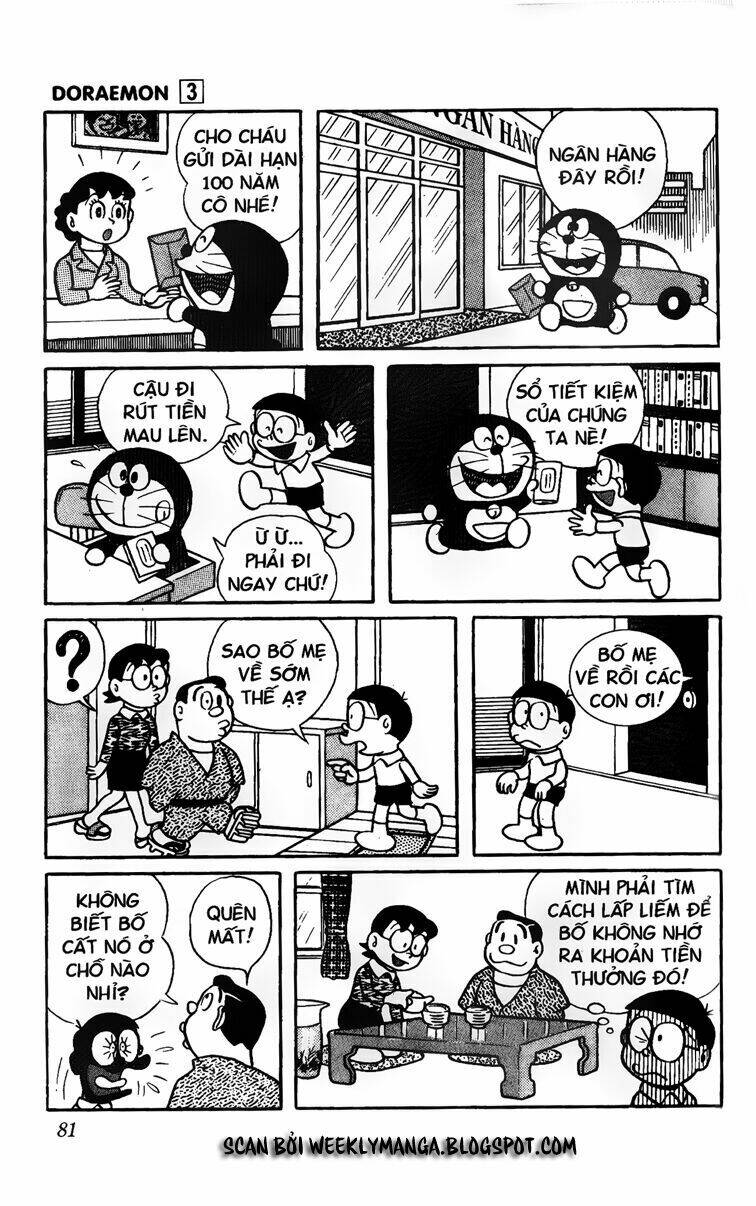 DORAEMON 3
NGÂN HÀNG
NGÂN HÀNG
ĐÂY RỒI!
CHO CHÁU
GỬI DÀI HẠN
100 NĂM
CÔ NHÉ!
SỔ TIẾT KIỆM
CỦA CHÚNG
TA NÈ!
CẬU ĐI
RÚT TIỀN
MAU LÊN.
Ừ Ừ...
PHẢI ĐI
NGAY CHỨ!
BỐ MẸ
VỀ RỒI CÁC
CON ƠI!
SAO BỐ MẸ
VỀ SỚM
THẾ Ạ?
?
MÌNH PHẢI TÌM
CÁCH LẤP LIẾM ĐỂ
BỐ KHÔNG NHỚ
RA KHOẢN TIỀN
THƯỞNG ĐÓ!
QUÊN
MẤT!
KHÔNG
BIẾT BỐ
CẤT NÓ Ở
CHỖ NÀO
NHỈ?
81
SCAN BỞI WEEKLYMANGA.BLOGSPOT.COM